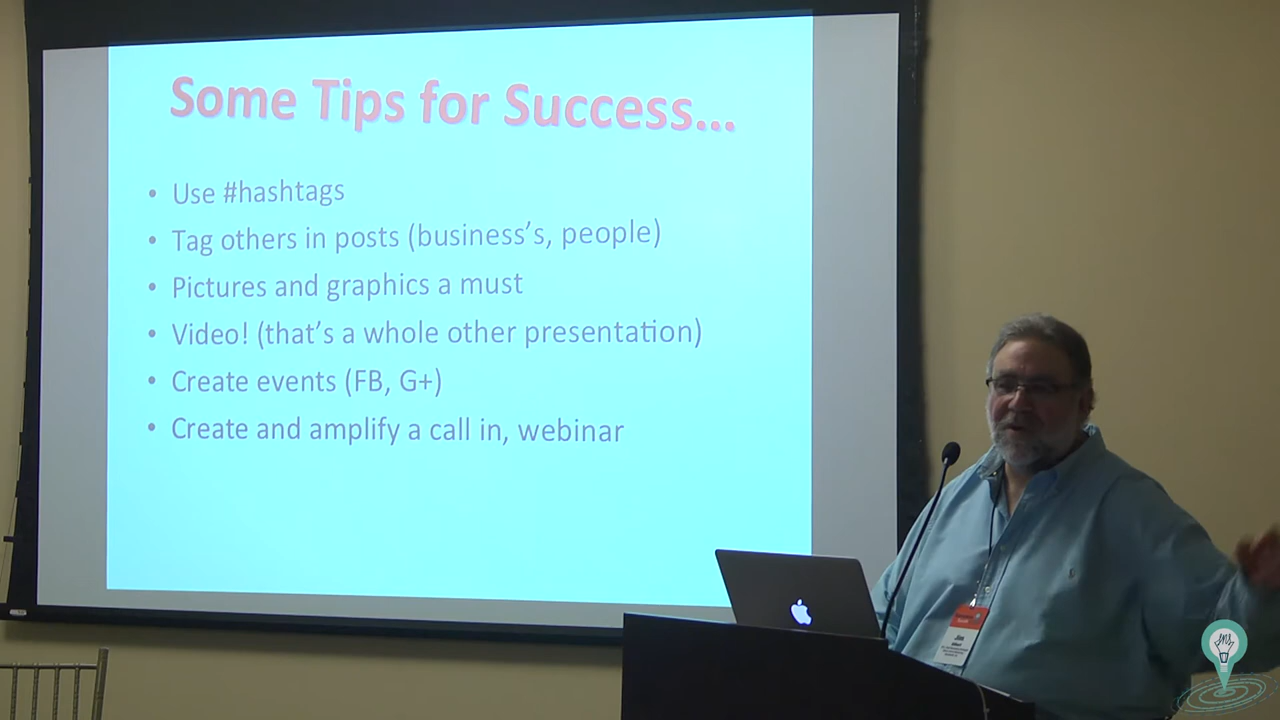 Some Tips for Success...
• Use #hashtags
• Tag others in posts (business's, people)
• Pictures and graphics a must
• Video! (that's a whole other presentation)
• Create events (FB, G+)
• Create and amplify a call in, webinar
Jim